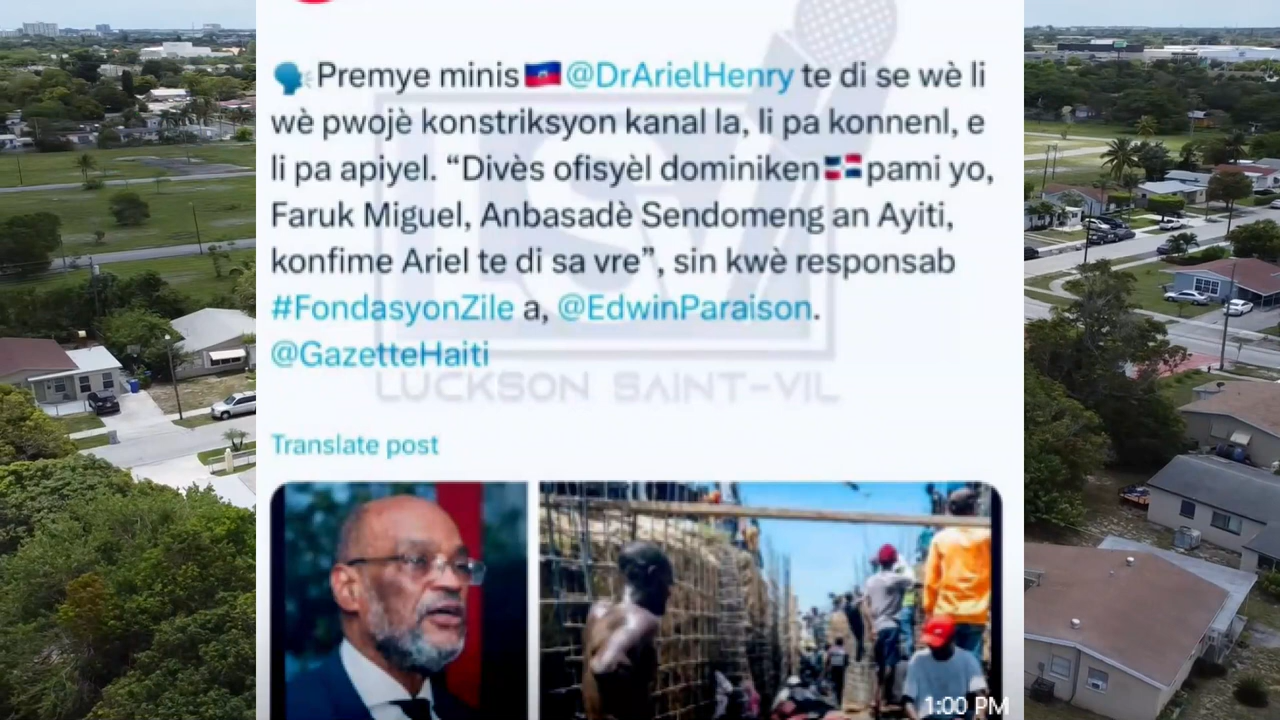 Premye minis @DrArielHenry te di se wè li
wè pwojè konstriksyon kanal la, li pa konnenl, e
li pa apiyel. “Divès ofisyèl dominiken pami yo,
Faruk Miguel, Anbasadè Sendomeng an Ayiti,
konfime Ariel te di sa vre”, sin kwè responsab
#FondasyonZile a, @EdwinParaison.
@GazetteHaiti
LUCKSON SAINT-VIL
Translate post
1:00 PM